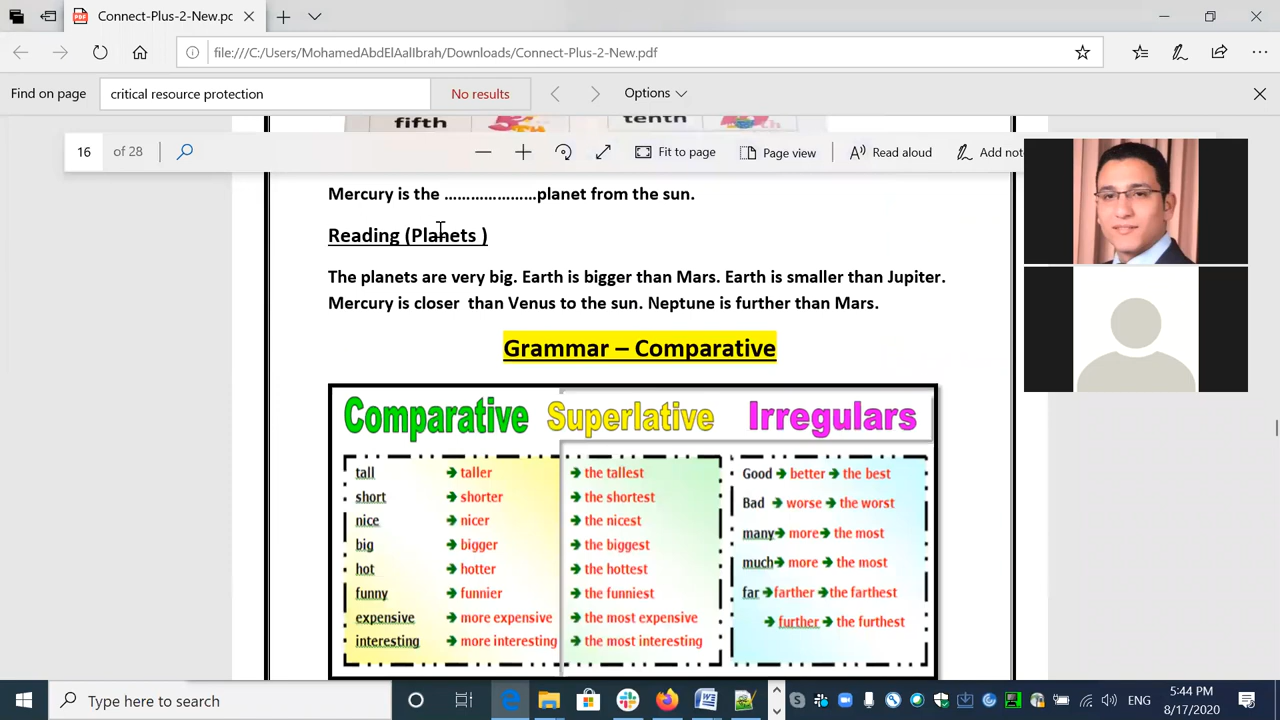 Connect-Plus-2-New.pdf
file:///C:/Users/MohamedAbdElAalIbrah/Downloads/Connect-Plus-2-New.pdf
Find on page
critical resource protection
No results
Options
fifth
tenth
16 of 28
Fit to page
Page view
Read aloud
Add not
Mercury is the .....................planet from the sun.
Reading (Planets )
The planets are very big. Earth is bigger than Mars. Earth is smaller than Jupiter.
Mercury is closer than Venus to the sun. Neptune is further than Mars.
Grammar – Comparative
Comparative Superlative Irregulars
tall → taller → the tallest
short → shorter → the shortest
nice → nicer → the nicest
big → bigger → the biggest
hot → hotter → the hottest
funny → funnier → the funniest
expensive → more expensive → the most expensive
interesting → more interesting → the most interesting
Good → better → the best
Bad → worse → the worst
many → more → the most
much → more → the most
far → farther → the farthest
→ further → the furthest
Type here to search
ENG
5:44 PM
8/17/2020